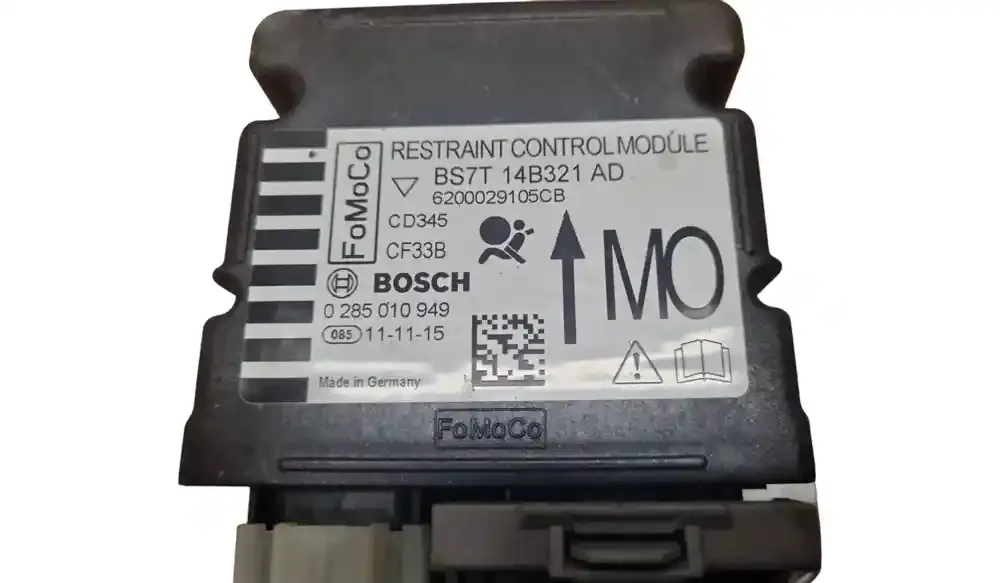 RESTRAINT CONTROL MODULE
FoMoCo
BS7T 14B321 AD
6200029105CB
CD345
CF33B
BOSCH
0 285 010 949
085 11-11-15
MO
Made in Germany
FoMoCo